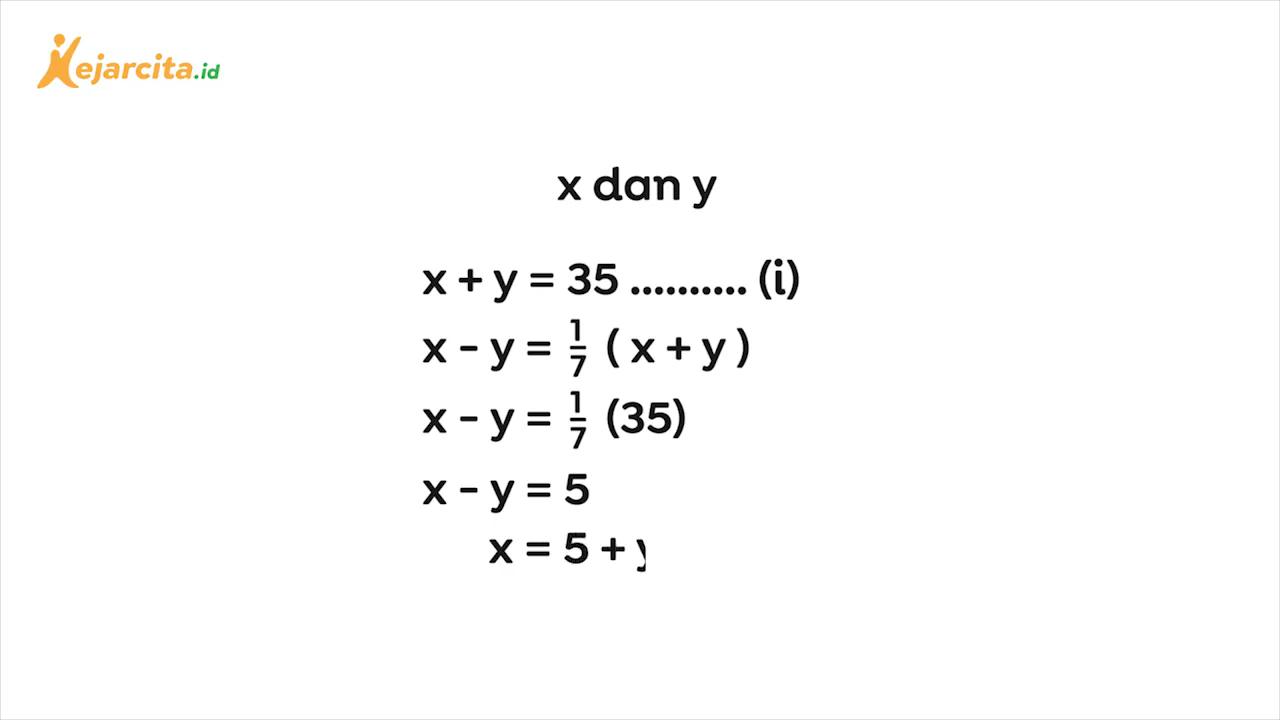 Kejarcita.id
x dan y
x + y = 35 .......... (i)
x - y = 1/7 ( x + y )
x - y = 1/7 (35)
x - y = 5
x = 5 + y